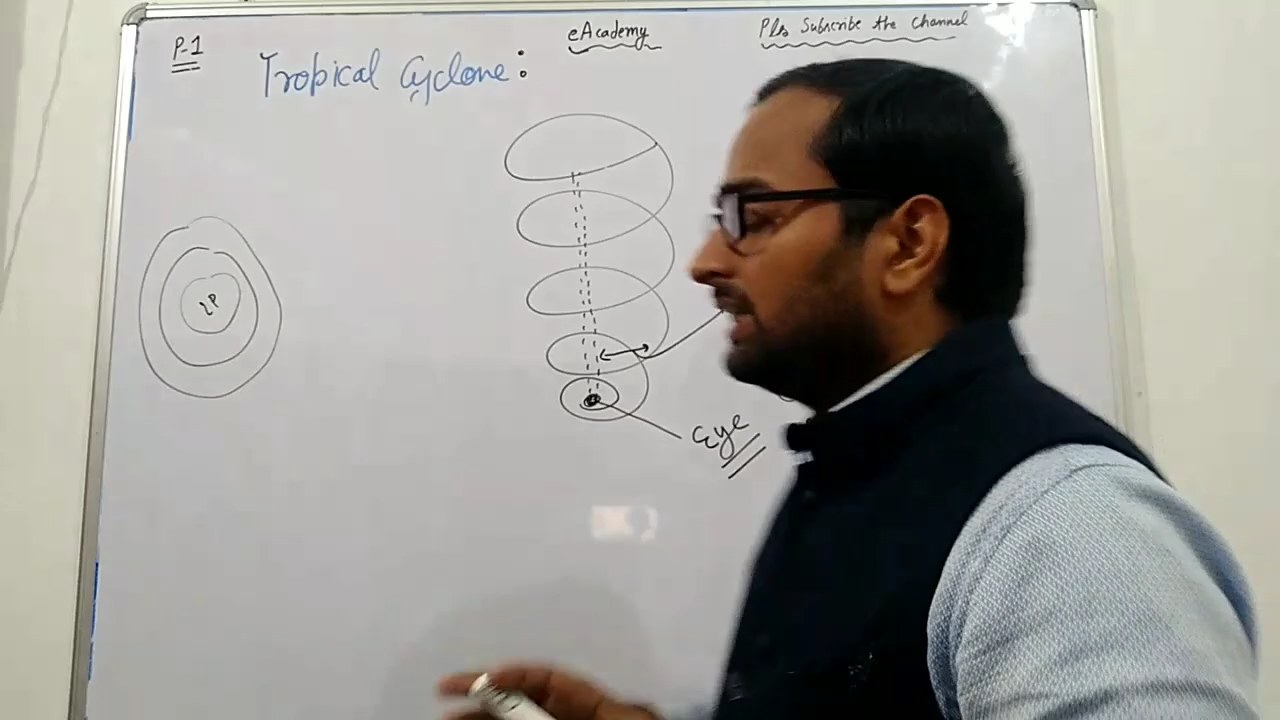 P-1
eAcademy
Pls Subscribe the Channel
Tropical Cyclone:
LP
Eye